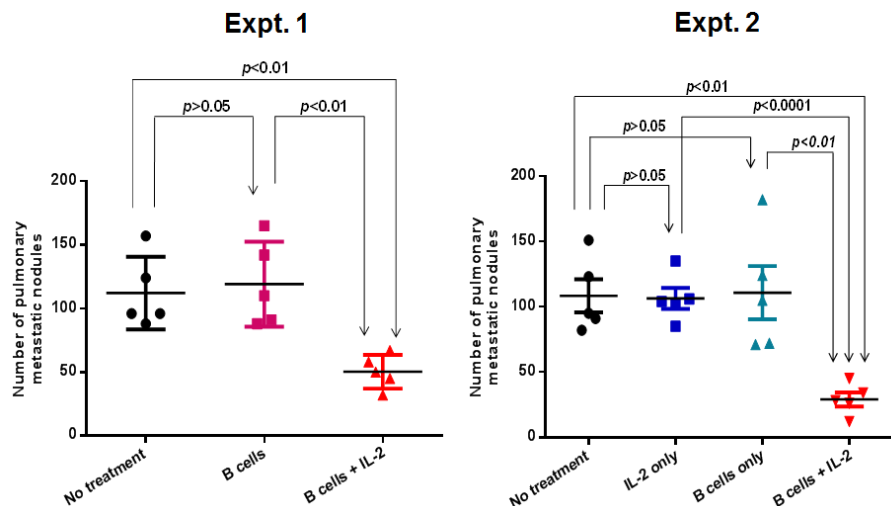 Expt. 1
p<0.01
p>0.05
p<0.01
200
150
100
50
0
Number of pulmonary
metastatic nodules
No treatment
B cells
B cells + IL-2
Expt. 2
p<0.01
p<0.0001
p>0.05
p<0.01
p>0.05
200
150
100
50
0
Number of pulmonary
metastatic nodules
No treatment
IL-2 only
B cells only
B cells + IL-2